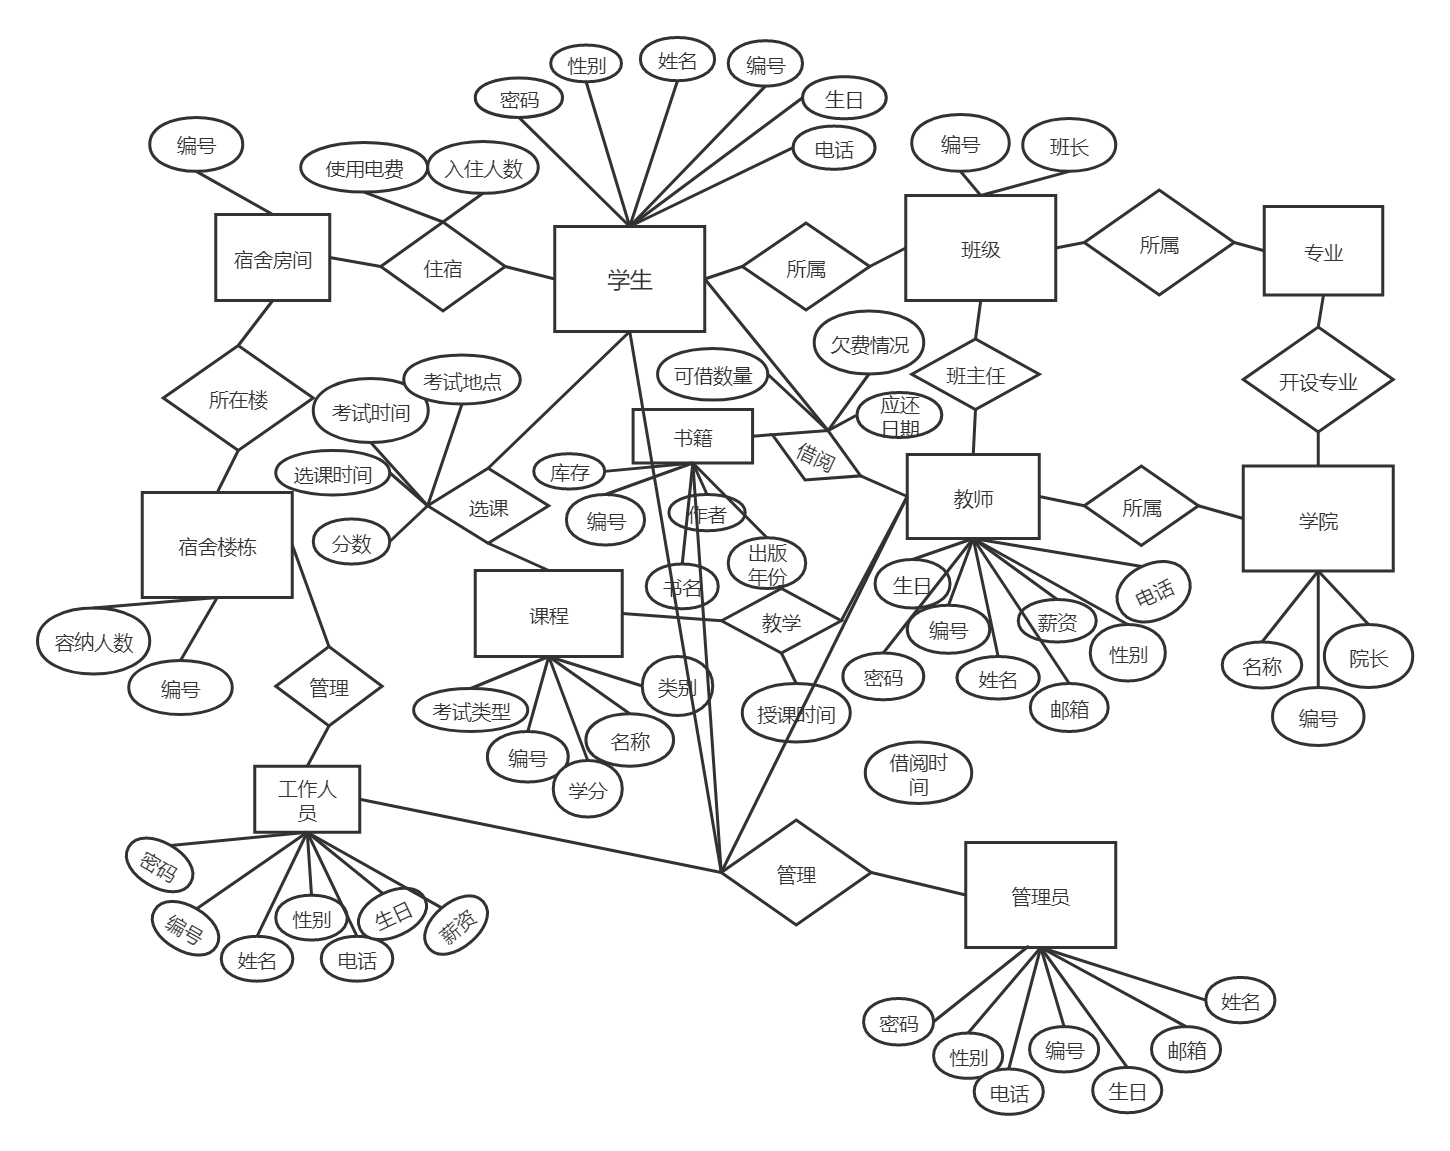 姓名
性别
编号
密码
生日
编号
班长
编号
电话
使用电费
入住人数
宿舍房间
住宿
学生
所属
班级
所属
专业
欠费情况
可借数量
班主任
开设专业
考试地点
考试时间
所在楼
应还
日期
书籍
借阅
选课时间
库存
教师
选课
编号
作者
所属
学院
宿舍楼栋
分数
出版
年份
书名
生日
电话
课程
教学
编号
薪资
容纳人数
性别
名称
院长
管理
编号
类别
密码
姓名
考试类型
授课时间
邮箱
编号
名称
编号
学分
借阅时
间
工作人
员
密码
管理
管理员
编号
性别
生日
薪资
姓名
电话
密码
性别
电话
编号
生日
邮箱
姓名